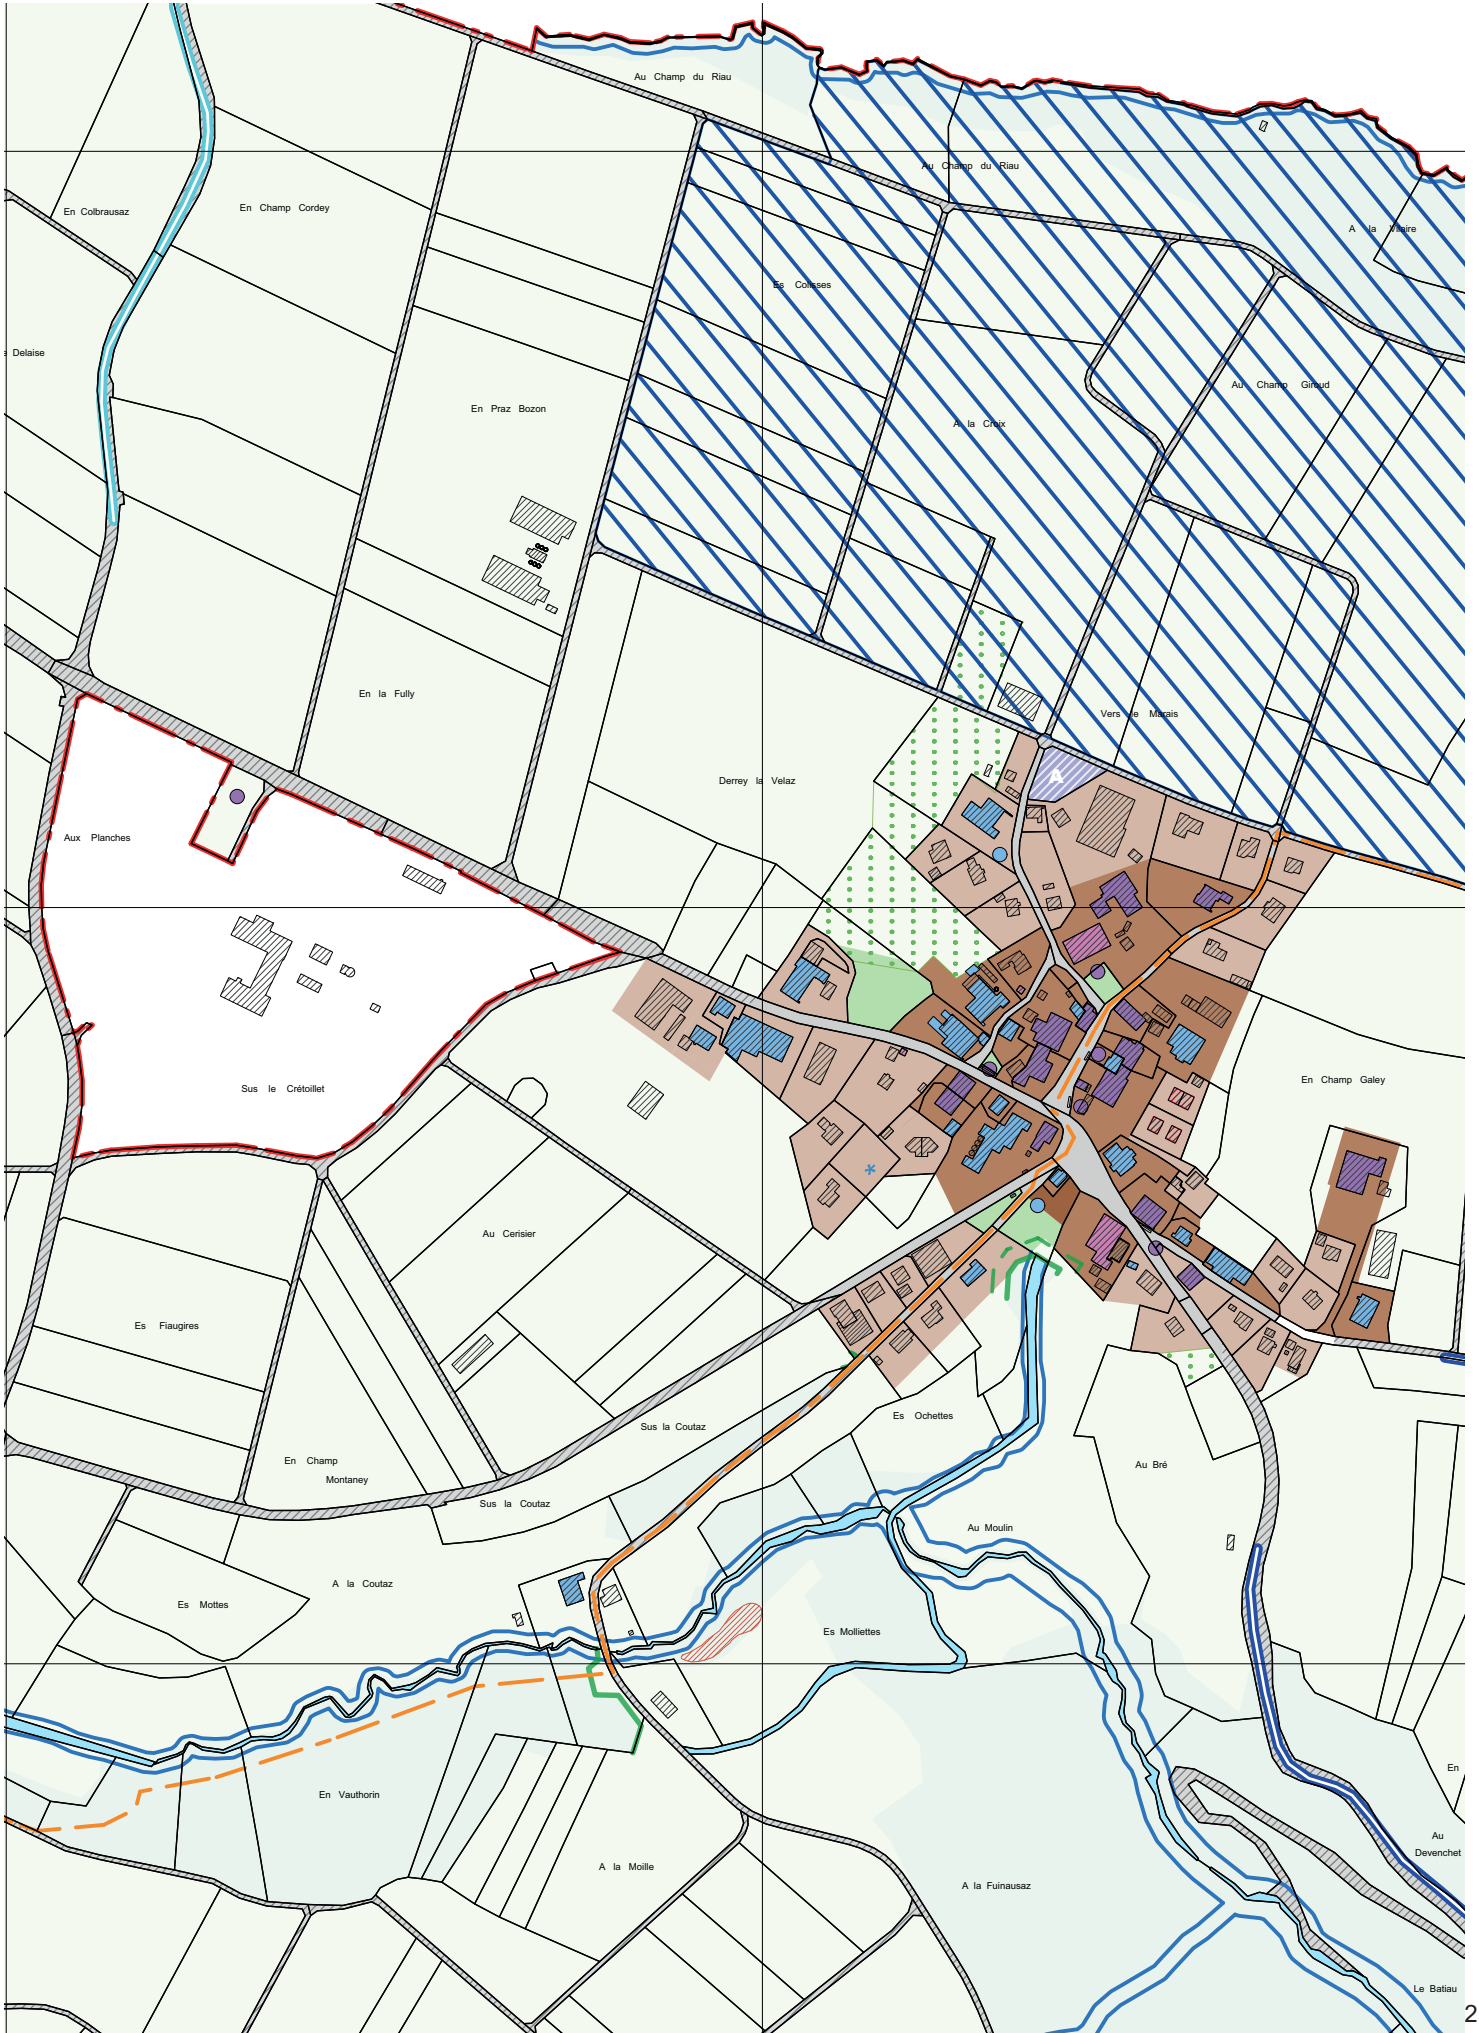 Au Champ du Riau
Au Champ du Riau
En Colbrausaz
En Champ Cordey
A la Vilaire
Es Colisses
Delaise
En Praz Bozon
Au Champ Giroud
A la Croix
En la Fully
Vers le Marais
A
Derrey la Velaz
Aux Planches
Sus le Crétoillet
En Champ Galey
*
Au Cerisier
Es Fiaugires
Es Ochettes
Sus la Coutaz
En Champ
Montaney
Au Bré
Sus la Coutaz
Au Moulin
A la Coutaz
Es Mottes
Es Molliettes
En
En Vauthorin
Au
Devenchet
A la Moille
A la Fuinausaz
Le Batiau
2